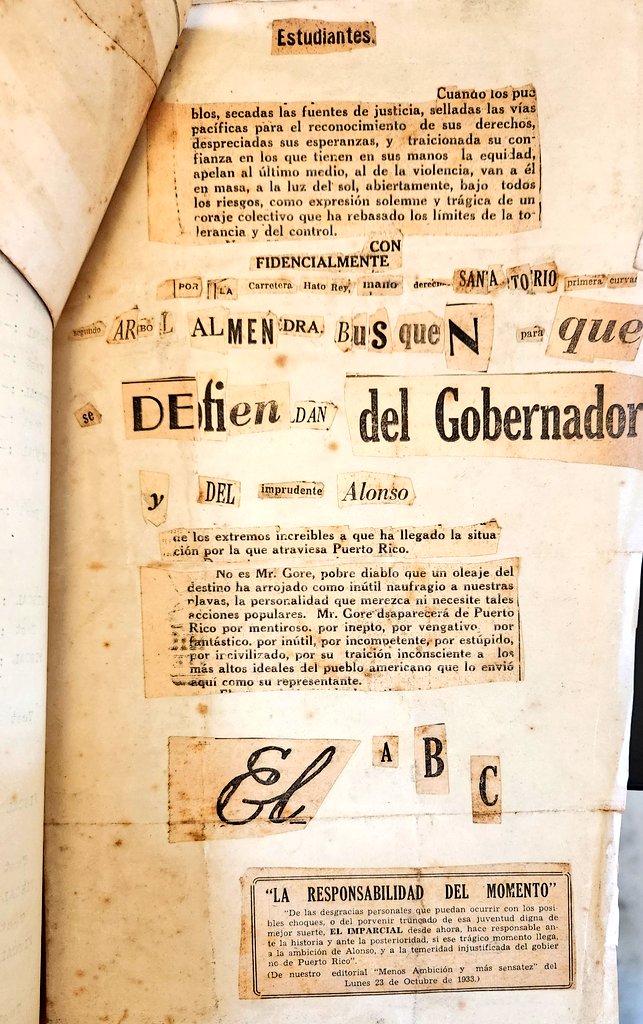 Estudiantes.
Cuando los pue
blos, secadas las fuentes de justicia, selladas las vías
pacíficas para el reconocimiento de sus derechos,
despreciadas sus esperanzas, y traicionada su con-
fianza en los que tienen en sus manos la equidad,
apelan al último medio, al de la violencia, van a él
en masa, a la luz del sol, abiertamente, bajo todos
los riesgos, como expresión solemne y trágica de un
coraje colectivo que ha rebasado los límites de la to-
lerancia y del control.
CON
FIDENCIALMENTE
POR LA Carretera Hato Rey, mano derecha SANATORIO primera curva
segundo ARBOL ALMENDRA. BUSQUEN para que
se DEfienDAN del Gobernador
y DEL imprudente Alonso
de los extremos increibles a que ha llegado la situa
ción por la que atraviesa Puerto Rico.
No es Mr. Gore, pobre diablo que un oleaje del
destino ha arrojado como inútil naufragio a nuestras
playas, la personalidad que merezca ni necesite tales
acciones populares. Mr. Gore dsaparecerá de Puerto
Rico por mentiroso, por inepto, por vengativo por
fantástico, por inútil, por incompetente, por estúpido,
por incivilizado, por su traición inconsciente a los
más altos ideales del pueblo americano que lo envió
aquí como su representante.
El A B C
"LA RESPONSABILIDAD DEL MOMENTO"
"De las desgracias personales que puedan ocurrir con los posi
bles choques, o del porvenir truncado de esa juventud digna de
mejor suerte, EL IMPARCIAL desde ahora, hace responsable an-
te la historia y ante la posterioridad, si ese trágico momento llega,
a la ambición de Alonso, y a la temeridad injustificada del gobier
no de Puerto Rico".
(De nuestro editorial "Menos Ambición y más sensatez" del
Lunes 23 de Octubre de 1933.)